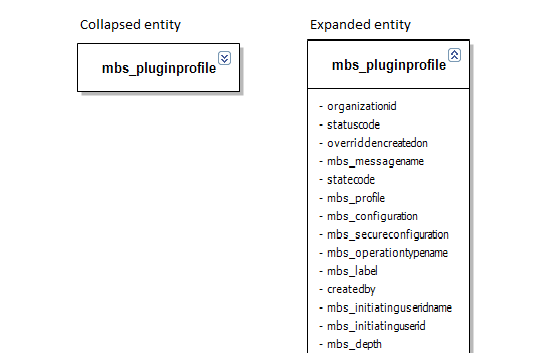 Collapsed entity
mbs_pluginprofile
Expanded entity
mbs_pluginprofile
- organizationid
- statuscode
- overriddencreatedon
- mbs_messagename
- statecode
- mbs_profile
- mbs_configuration
- mbs_secureconfiguration
- mbs_operationtypename
- mbs_label
- createdby
- mbs_initiatinguseridname
- mbs_initiatinguserid
- mbs_depth